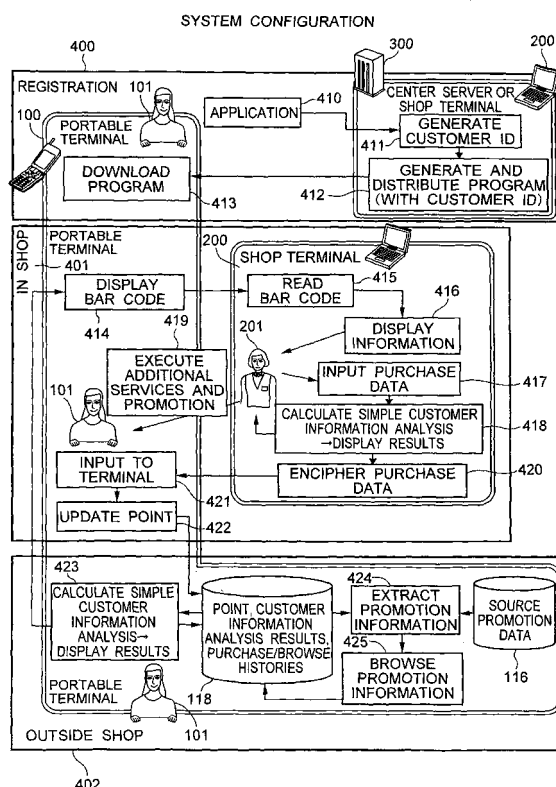 SYSTEM CONFIGURATION
400
300
200
REGISTRATION
101
100
PORTABLE
TERMINAL
APPLICATION
410
CENTER SERVER OR
SHOP TERMINAL
GENERATE
CUSTOMER ID
411
DOWNLOAD
PROGRAM
413
GENERATE AND
DISTRIBUTE PROGRAM
(WITH CUSTOMER ID)
412
IN SHOP
PORTABLE
TERMINAL
401
200
SHOP TERMINAL
DISPLAY
BAR CODE
414
READ
BAR CODE
415
416
419
DISPLAY
INFORMATION
201
EXECUTE
ADDITIONAL
SERVICES AND
PROMOTION
INPUT PURCHASE
DATA
417
101
CALCULATE SIMPLE CUSTOMER
INFORMATION ANALYSIS
→DISPLAY RESULTS
418
INPUT TO
TERMINAL
421
ENCIPHER PURCHASE
DATA
420
UPDATE POINT
422
423
CALCULATE SIMPLE
CUSTOMER
INFORMATION
ANALYSIS→
DISPLAY RESULTS
POINT, CUSTOMER
INFORMATION
ANALYSIS RESULTS,
PURCHASE/BROWSE
HISTORIES
118
424
EXTRACT
PROMOTION
INFORMATION
425
BROWSE
PROMOTION
INFORMATION
SOURCE
PROMOTION
DATA
116
PORTABLE
TERMINAL
101
OUTSIDE SHOP
402